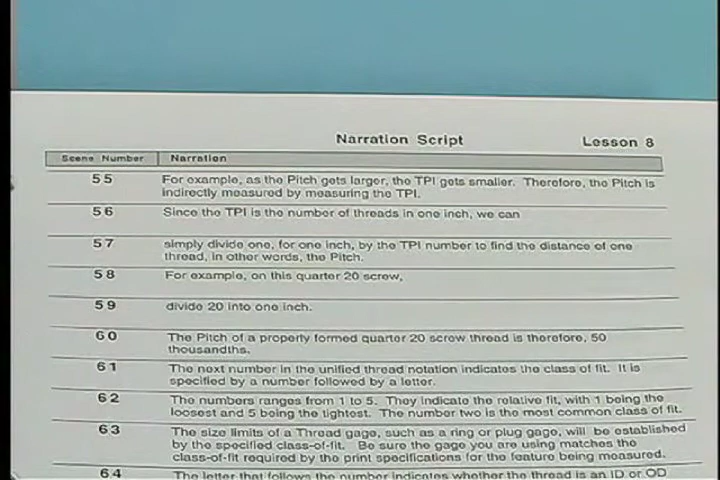 Narration Script Lesson 8
Scene Number Narration
55 For example, as the Pitch gets larger, the TPI gets smaller. Therefore, the Pitch is
indirectly measured by measuring the TPI.
56 Since the TPI is the number of threads in one inch, we can
57 simply divide one, for one inch, by the TPI number to find the distance of one
thread, in other words, the Pitch.
58 For example, on this quarter 20 screw,
59 divide 20 into one inch.
60 The Pitch of a properly formed quarter 20 screw thread is therefore, 50
thousandths.
61 The next number in the unified thread notation indicates the class of fit. It is
specified by a number followed by a letter.
62 The numbers ranges from 1 to 5. They indicate the relative fit, with 1 being the
loosest and 5 being the tightest. The number two is the most common class of fit.
63 The size limits of a Thread gage, such as a ring or plug gage, will be established
by the specified class-of-fit. Be sure the gage you are using matches the
class-of-fit required by the print specifications for the feature being measured.
64 The letter that follows the number indicates whether the thread is an ID or OD